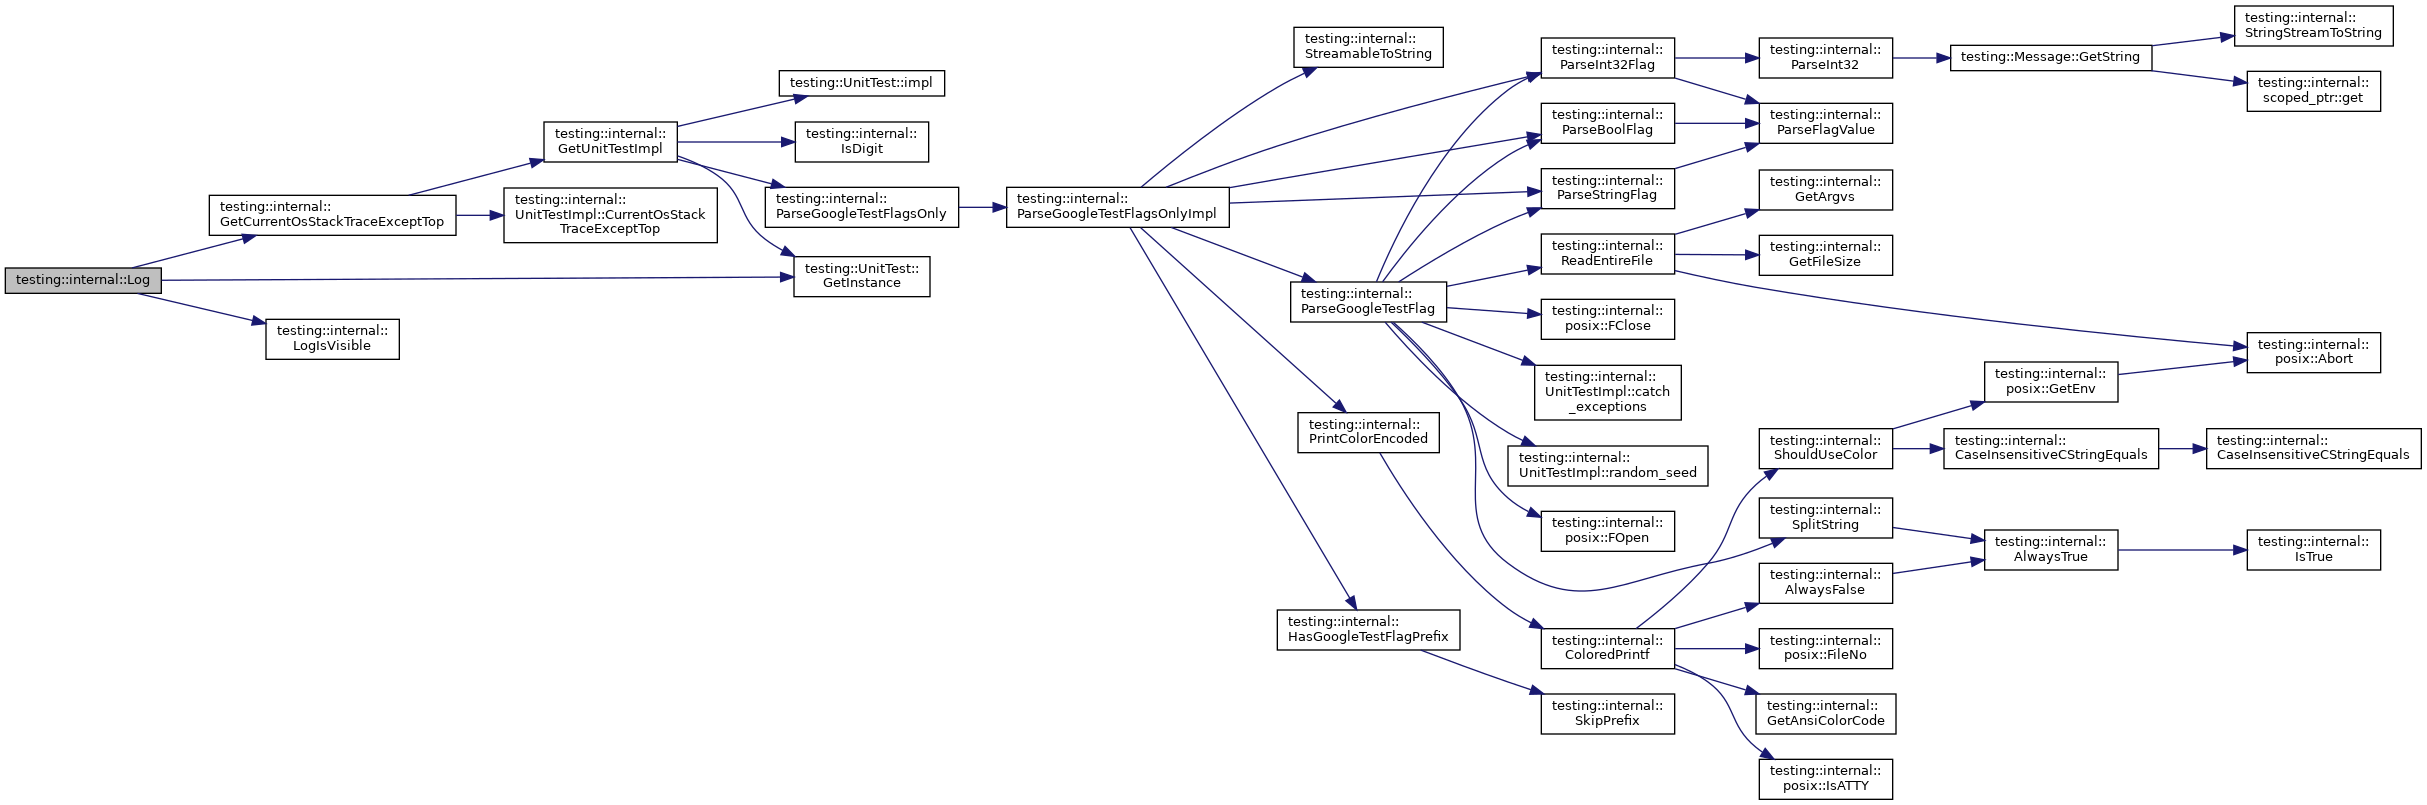 testing::internal::Log
testing::internal::
GetCurrentOsStackTraceExceptTop
testing::internal::
LogIsVisible
testing::internal::
GetUnitTestImpl
testing::internal::
UnitTestImpl::CurrentOsStack
TraceExceptTop
testing::UnitTest::impl
testing::internal::
IsDigit
testing::internal::
ParseGoogleTestFlagsOnly
testing::UnitTest::
GetInstance
testing::internal::
ParseGoogleTestFlagsOnlyImpl
testing::internal::
StreamableToString
testing::internal::
ParseGoogleTestFlag
testing::internal::
PrintColorEncoded
testing::internal::
HasGoogleTestFlagPrefix
testing::internal::
ParseInt32Flag
testing::internal::
ParseBoolFlag
testing::internal::
ParseStringFlag
testing::internal::
ReadEntireFile
testing::internal::
posix::FClose
testing::internal::
UnitTestImpl::catch
_exceptions
testing::internal::
UnitTestImpl::random_seed
testing::internal::
posix::FOpen
testing::internal::
ColoredPrintf
testing::internal::
SkipPrefix
testing::internal::
ParseInt32
testing::internal::
ParseFlagValue
testing::internal::
GetArgvs
testing::internal::
GetFileSize
testing::internal::
ShouldUseColor
testing::internal::
SplitString
testing::internal::
AlwaysFalse
testing::internal::
posix::FileNo
testing::internal::
GetAnsiColorCode
testing::internal::
posix::IsATTY
testing::Message::GetString
testing::internal::
posix::GetEnv
testing::internal::
CaseInsensitiveCStringEquals
testing::internal::
AlwaysTrue
testing::internal::
StringStreamToString
testing::internal::
scoped_ptr::get
testing::internal::
posix::Abort
testing::internal::
CaseInsensitiveCStringEquals
testing::internal::
IsTrue